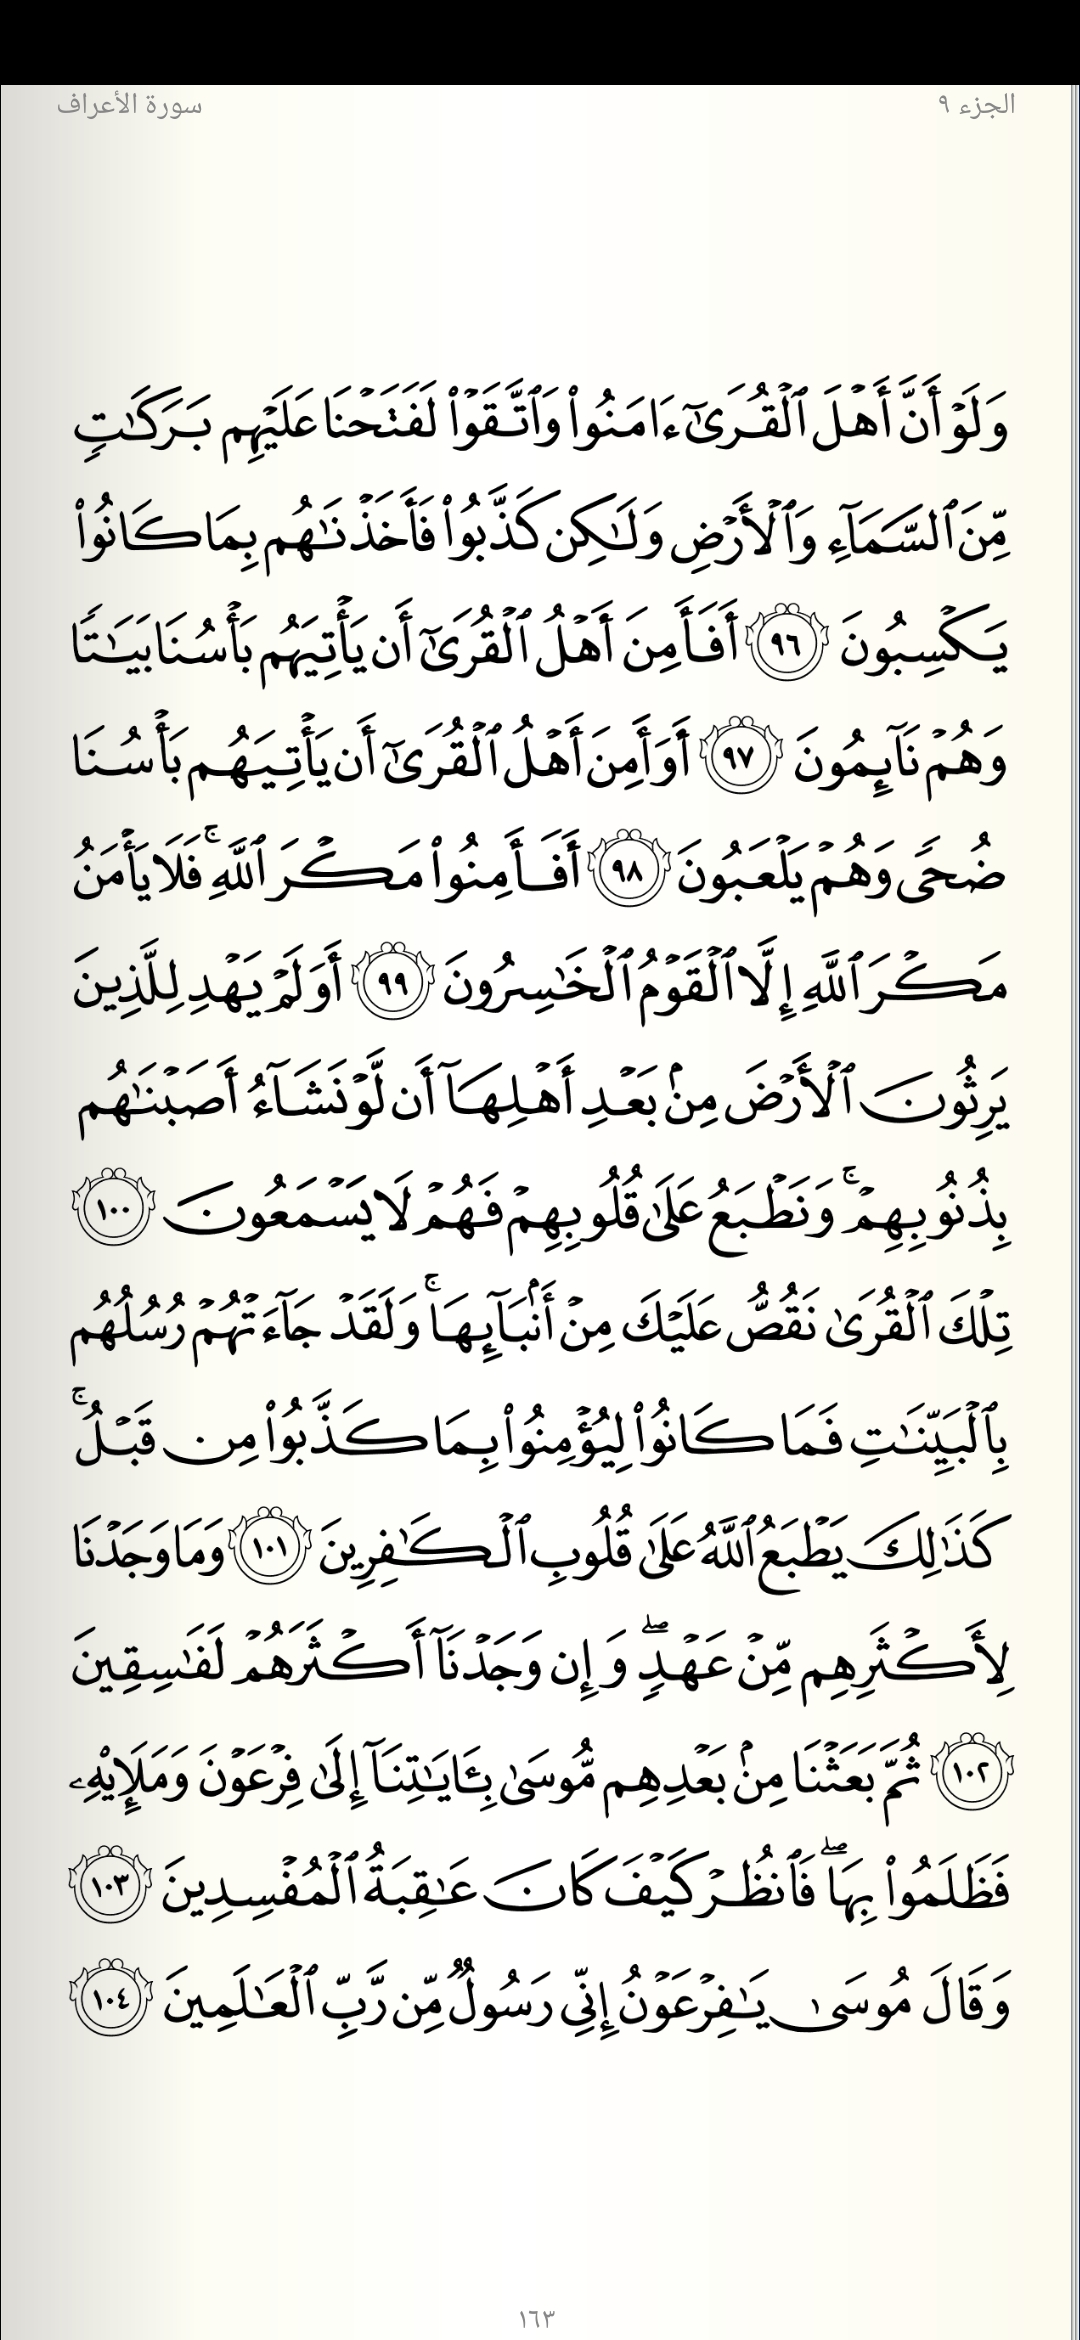 الجزء ٩
سورة الأعراف
وَلَوۡ أَنَّ أَهۡلَ ٱلۡقُرَىٰٓ ءَامَنُواْ وَٱتَّقَوۡاْ لَفَتَحۡنَا عَلَيۡهِم بَرَكَٰتٖ
مِّنَ ٱلسَّمَآءِ وَٱلۡأَرۡضِ وَلَٰكِن كَذَّبُواْ فَأَخَذۡنَٰهُم بِمَا كَانُواْ
يَكۡسِبُونَ ٩٦ أَفَأَمِنَ أَهۡلُ ٱلۡقُرَىٰٓ أَن يَأۡتِيَهُم بَأۡسُنَا بَيَٰتٗا
وَهُمۡ نَآئِمُونَ ٩٧ أَوَأَمِنَ أَهۡلُ ٱلۡقُرَىٰٓ أَن يَأۡتِيَهُم بَأۡسُنَا
ضُحٗى وَهُمۡ يَلۡعَبُونَ ٩٨ أَفَأَمِنُواْ مَكۡرَ ٱللَّهِۚ فَلَا يَأۡمَنُ
مَكۡرَ ٱللَّهِ إِلَّا ٱلۡقَوۡمُ ٱلۡخَٰسِرُونَ ٩٩ أَوَلَمۡ يَهۡدِ لِلَّذِينَ
يَرِثُونَ ٱلۡأَرۡضَ مِنۢ بَعۡدِ أَهۡلِهَآ أَن لَّوۡ نَشَآءُ أَصَبۡنَٰهُم
بِذُنُوبِهِمۡۚ وَنَطۡبَعُ عَلَىٰ قُلُوبِهِمۡ فَهُمۡ لَا يَسۡمَعُونَ ١٠٠
تِلۡكَ ٱلۡقُرَىٰ نَقُصُّ عَلَيۡكَ مِنۡ أَنۢبَآئِهَاۚ وَلَقَدۡ جَآءَتۡهُمۡ رُسُلُهُم
بِٱلۡبَيِّنَٰتِ فَمَا كَانُواْ لِيُؤۡمِنُواْ بِمَا كَذَّبُواْ مِن قَبۡلُۚ
كَذَٰلِكَ يَطۡبَعُ ٱللَّهُ عَلَىٰ قُلُوبِ ٱلۡكَٰفِرِينَ ١٠١ وَمَا وَجَدۡنَا
لِأَكۡثَرِهِم مِّنۡ عَهۡدٖۖ وَإِن وَجَدۡنَآ أَكۡثَرَهُمۡ لَفَٰسِقِينَ
١٠٢ ثُمَّ بَعَثۡنَا مِنۢ بَعۡدِهِم مُّوسَىٰ بِـَٔايَٰتِنَآ إِلَىٰ فِرۡعَوۡنَ وَمَلَإِيْهِۦ
فَظَلَمُواْ بِهَاۖ فَٱنظُرۡ كَيۡفَ كَانَ عَٰقِبَةُ ٱلۡمُفۡسِدِينَ ١٠٣
وَقَالَ مُوسَىٰ يَٰفِرۡعَوۡنُ إِنِّي رَسُولٞ مِّن رَّبِّ ٱلۡعَٰلَمِينَ ١٠٤
١٦٣